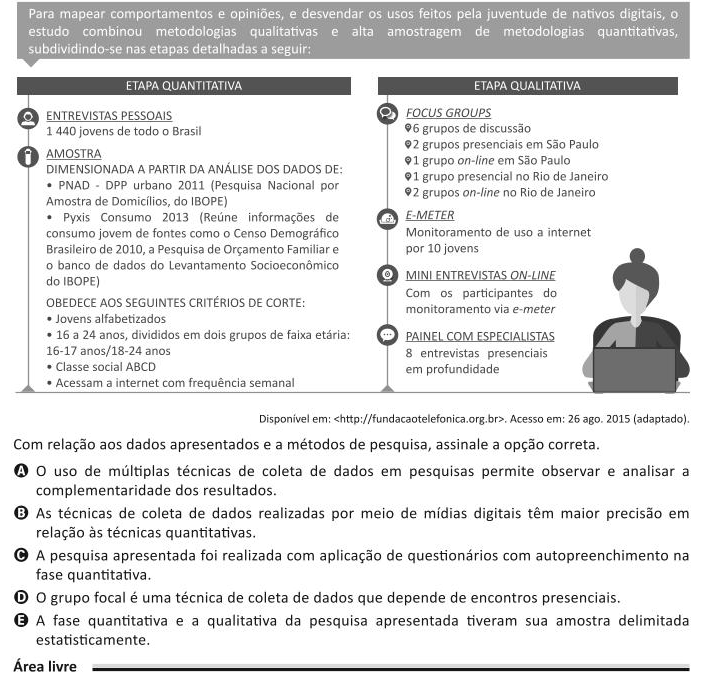 Para mapear comportamentos e opiniões, e desvendar os usos feitos pela juventude de nativos digitais, o
estudo combinou metodologias qualitativas e alta amostragem de metodologias quantitativas,
subdividindo-se nas etapas detalhadas a seguir:
ETAPA QUANTITATIVA
ENTREVISTAS PESSOAIS
1 440 jovens de todo o Brasil
AMOSTRA
DIMENSIONADA A PARTIR DA ANÁLISE DOS DADOS DE:
• PNAD - DPP urbano 2011 (Pesquisa Nacional por
Amostra de Domicílios, do IBOPE)
• Pyxis Consumo 2013 (Reúne informações de
consumo jovem de fontes como o Censo Demográfico
Brasileiro de 2010, a Pesquisa de Orçamento Familiar e
o banco de dados do Levantamento Socioeconômico
do IBOPE)
OBEDECE AOS SEGUINTES CRITÉRIOS DE CORTE:
• Jovens alfabetizados
• 16 a 24 anos, divididos em dois grupos de faixa etária:
16-17 anos/18-24 anos
• Classe social ABCD
• Acessam a internet com frequência semanal
ETAPA QUALITATIVA
FOCUS GROUPS
6 grupos de discussão
2 grupos presenciais em São Paulo
1 grupo on-line em São Paulo
1 grupo presencial no Rio de Janeiro
2 grupos on-line no Rio de Janeiro
E-METER
Monitoramento de uso a internet
por 10 jovens
MINI ENTREVISTAS ON-LINE
Com os participantes do
monitoramento via e-meter
PAINEL COM ESPECIALISTAS
8 entrevistas presenciais
em profundidade
Disponível em: <http://fundacaotelefonica.org.br>. Acesso em: 26 ago. 2015 (adaptado).
Com relação aos dados apresentados e a métodos de pesquisa, assinale a opção correta.
A O uso de múltiplas técnicas de coleta de dados em pesquisas permite observar e analisar a
complementaridade dos resultados.
B As técnicas de coleta de dados realizadas por meio de mídias digitais têm maior precisão em
relação às técnicas quantitativas.
C A pesquisa apresentada foi realizada com aplicação de questionários com autopreenchimento na
fase quantitativa.
D O grupo focal é uma técnica de coleta de dados que depende de encontros presenciais.
E A fase quantitativa e a qualitativa da pesquisa apresentada tiveram sua amostra delimitada
estatisticamente.
Área livre